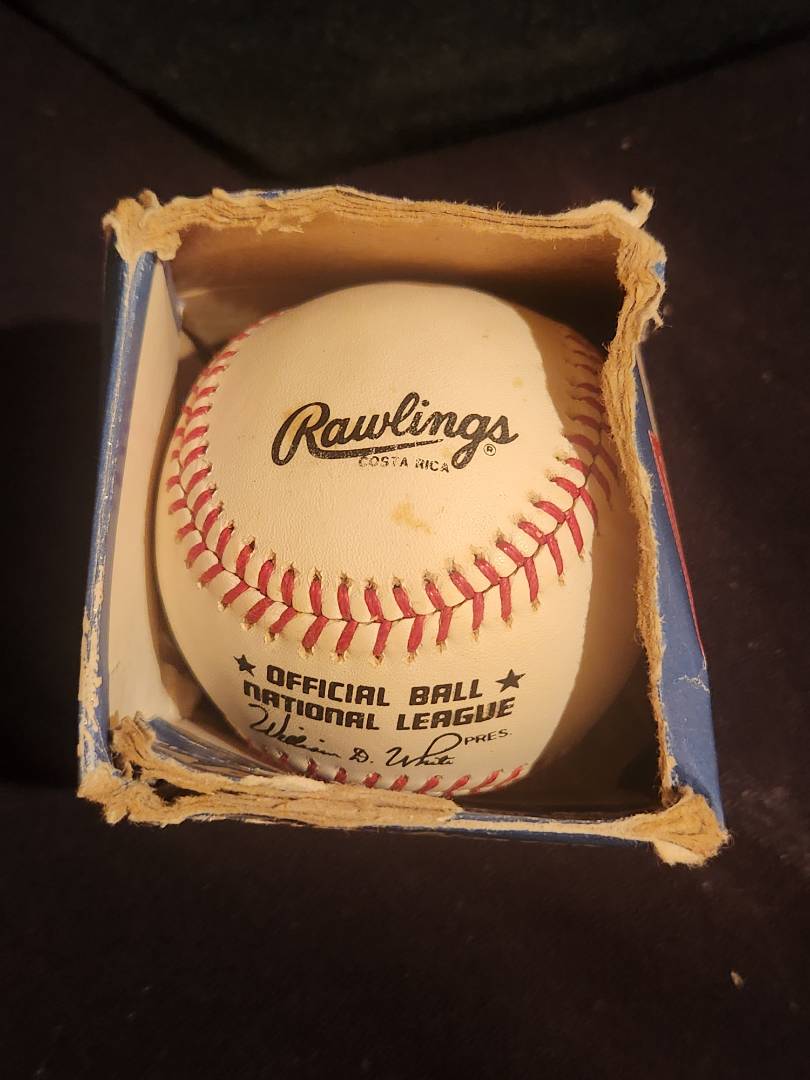 Rawlings®
COSTA RICA
★ OFFICIAL BALL ★
NATIONAL LEAGUE
William D. White PRES.